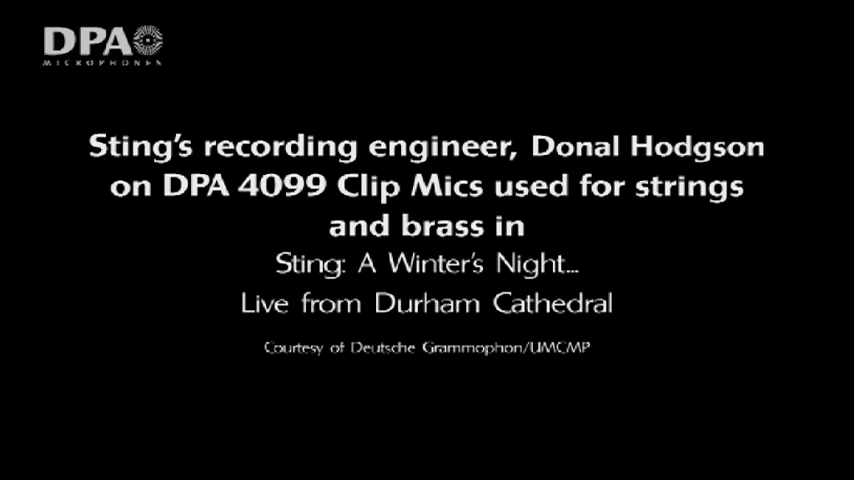 DPA
MICROPHONES
Sting's recording engineer, Donal Hodgson
on DPA 4099 Clip Mics used for strings
and brass in
Sting: A Winter's Night...
Live from Durham Cathedral
Courtesy of Deutsche Grammophon/UMCMP